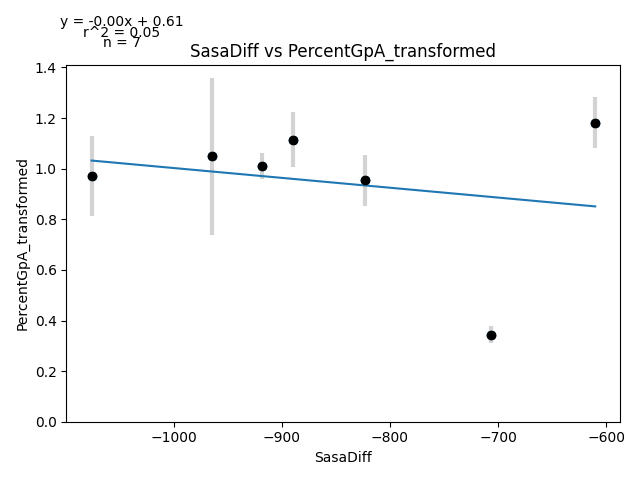 y = -0.00x + 0.61
r^2 = 0.05
n = 7
SasaDiff vs PercentGpA_transformed
1.4
1.2
1.0
0.8
0.6
0.4
0.2
0.0
PercentGpA_transformed
−1000 −900 −800 −700 −600
SasaDiff